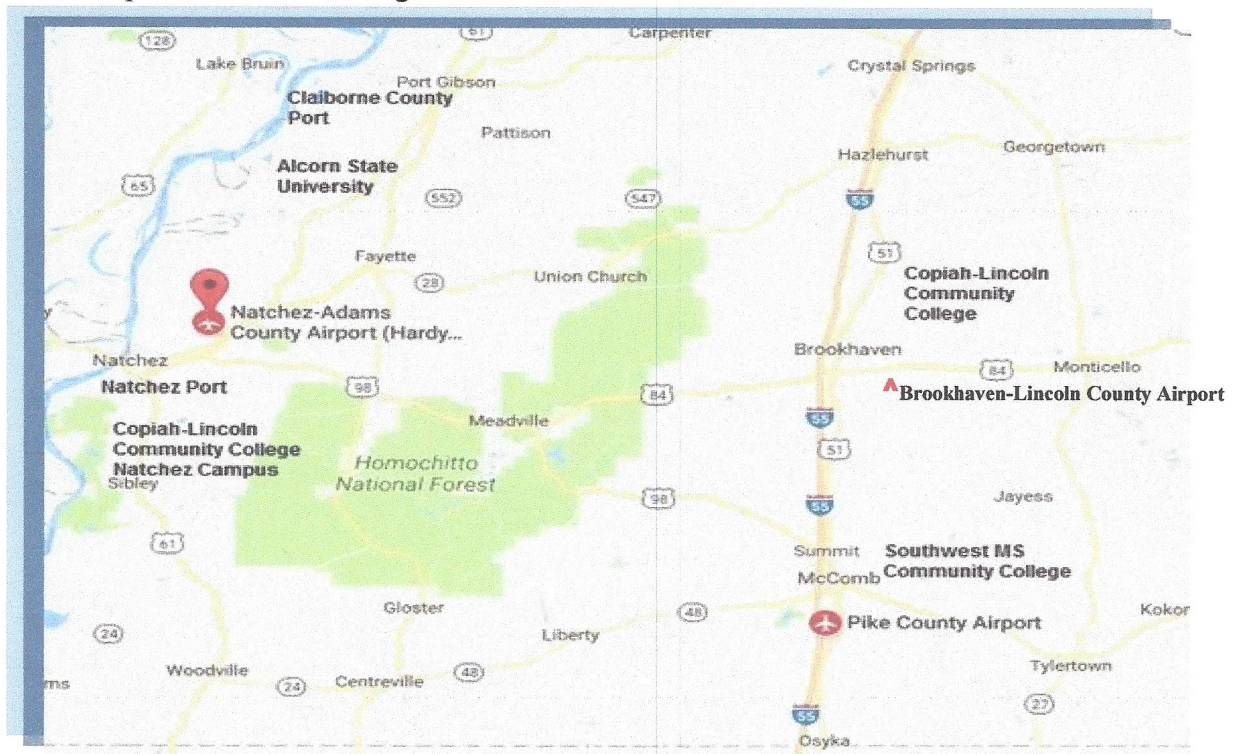 128
61
Carpenter
Lake Bruin
Port Gibson
Crystal Springs
Claiborne County
Port
Pattison
Hazlehurst
Georgetown
Alcorn State
University
65
552
547
55
51
Fayette
28
Union Church
Copiah-Lincoln
Community
College
Natchez-Adams
County Airport (Hardy...
Natchez
Brookhaven
84
Monticello
Natchez Port
98
84
Brookhaven-Lincoln County Airport
Meadville
55
Copiah-Lincoln
Community College
Natchez Campus
Sibley
51
Homochitto
National Forest
98
55
Jayess
61
Summit
McComb
Southwest MS
Community College
Gloster
48
Pike County Airport
Kokor
24
Liberty
Woodville
24
Centreville
48
Tylertown
ms
27
55
Osyka